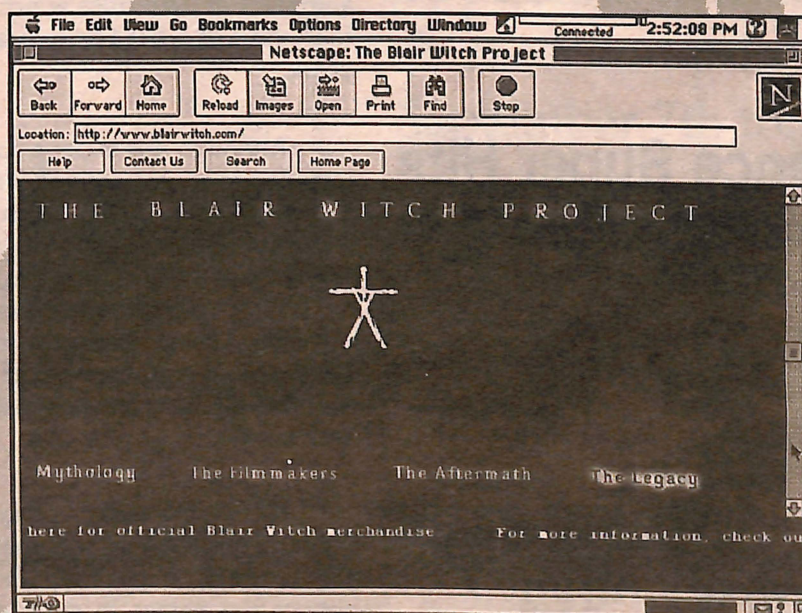 File Edit View Go Bookmarks Options Directory Window Connected 2:52:08 PM
Netscape: The Blair Witch Project
Back Forward Home Reload Images Open Print Find Stop N
Location: http://www.blairwitch.com/
Help Contact Us Search Home Page
THE BLAIR WITCH PROJECT
Mythology The Filmmakers The Aftermath The Legacy
here for official Blair Witch merchandise For more information, check ou
9